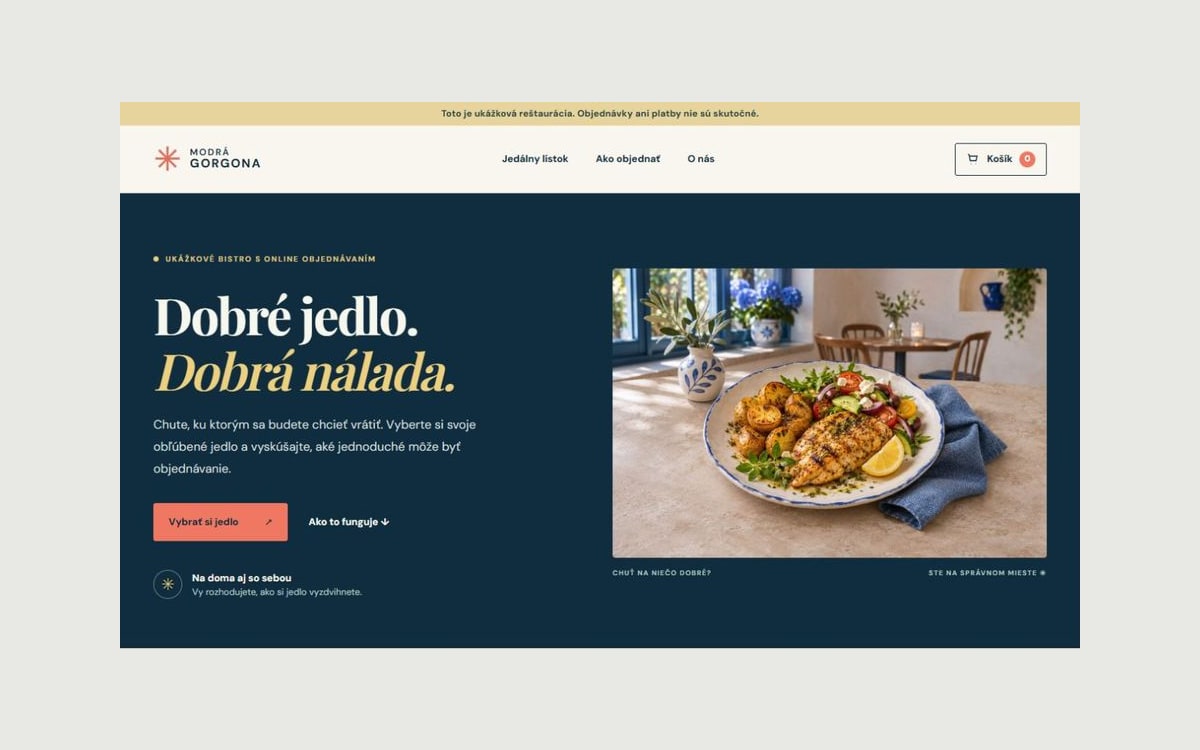 Toto je ukážková reštaurácia. Objednávky ani platby nie sú skutočné.
MODRÁ
GORGONA
Jedálny lístok
Ako objednať
O nás
Košík 0
UKÁŽKOVÉ BISTRO S ONLINE OBJEDNÁVANÍM
Dobré jedlo.
Dobrá nálada.
Chute, ku ktorým sa budete chcieť vrátiť. Vyberte si svoje
obľúbené jedlo a vyskúšajte, aké jednoduché môže byť
objednávanie.
Vybrať si jedlo ↗
Ako to funguje ↓
Na doma aj so sebou
Vy rozhodujete, ako si jedlo vyzdvihnete.
CHUŤ NA NIEČO DOBRÉ?
STE NA SPRÁVNOM MIESTE ✳